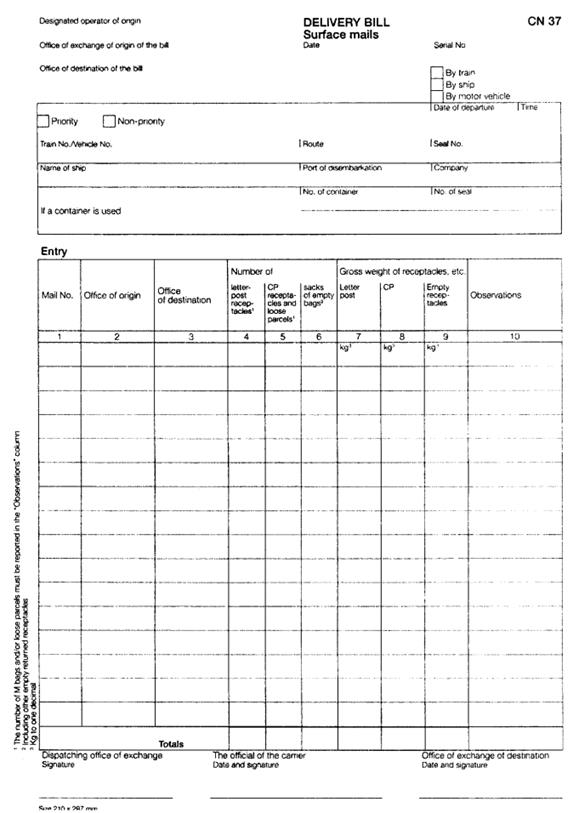 Designated operator of origin
DELIVERY BILL
Surface mails
CN 37
Office of exchange of origin of the bill
Date
Serial No
Office of destination of the bill
By train
By ship
By motor vehicle
Date of departure
Time
Priority
Non-priority
Train No./Vehicle No.
Route
Seal No.
Name of ship
Port of disembarkation
Company
No. of container
No. of seal
If a container is used
Entry
Mail No.
Office of origin
Office
of destination
Number of
letter-
post
recep-
tacles¹
CP
recepta-
cles and
loose
parcels¹
sacks
of empty
bags²
Gross weight of receptacles, etc.
Letter
post
CP
Empty
recep-
tacles
Observations
1 2 3 4 5 6 7 8 9 10
kg³ kg³ kg³
Totals
¹ The number of M bags and/or loose parcels must be reported in the "Observations" column
² Including other empty returned receptacles
³ Kg to one decimal
Dispatching office of exchange
Signature
The official of the carrier
Date and signature
Office of exchange of destination
Date and signature
Size 210 x 297 mm